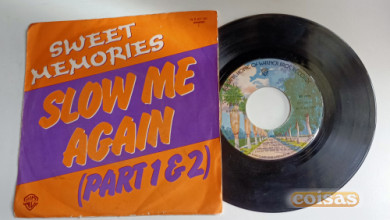 SWEET
MEMORIES
SLOW ME
AGAIN
(PART 1 & 2)
coisas